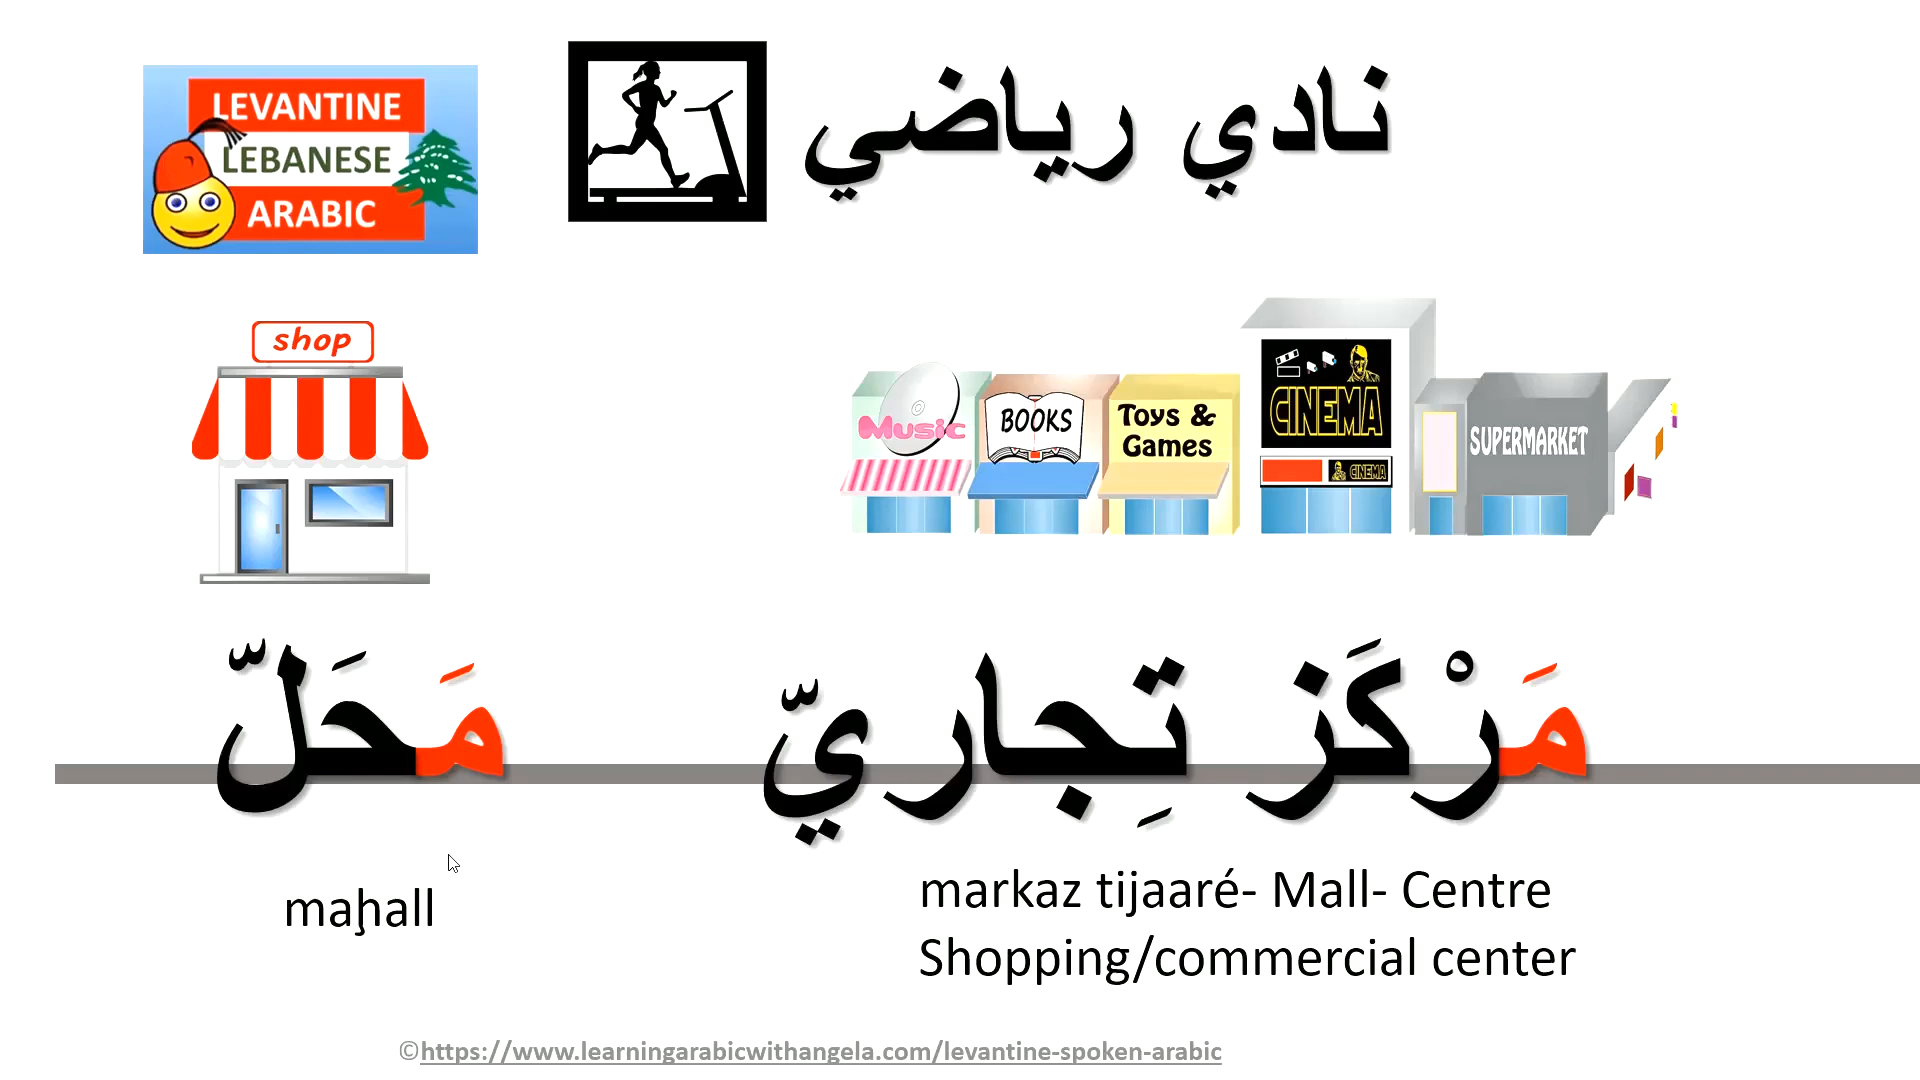 LEVANTINE
LEBANESE
ARABIC
نادي رياضي
shop
Music
BOOKS
Toys &
Games
CINEMA
CINEMA
SUPERMARKET
مَحَلّ
مَرْكَز تِجاريّ
maḩall
markaz tijaaré- Mall- Centre
Shopping/commercial center
©https://www.learningarabicwithangela.com/levantine-spoken-arabic